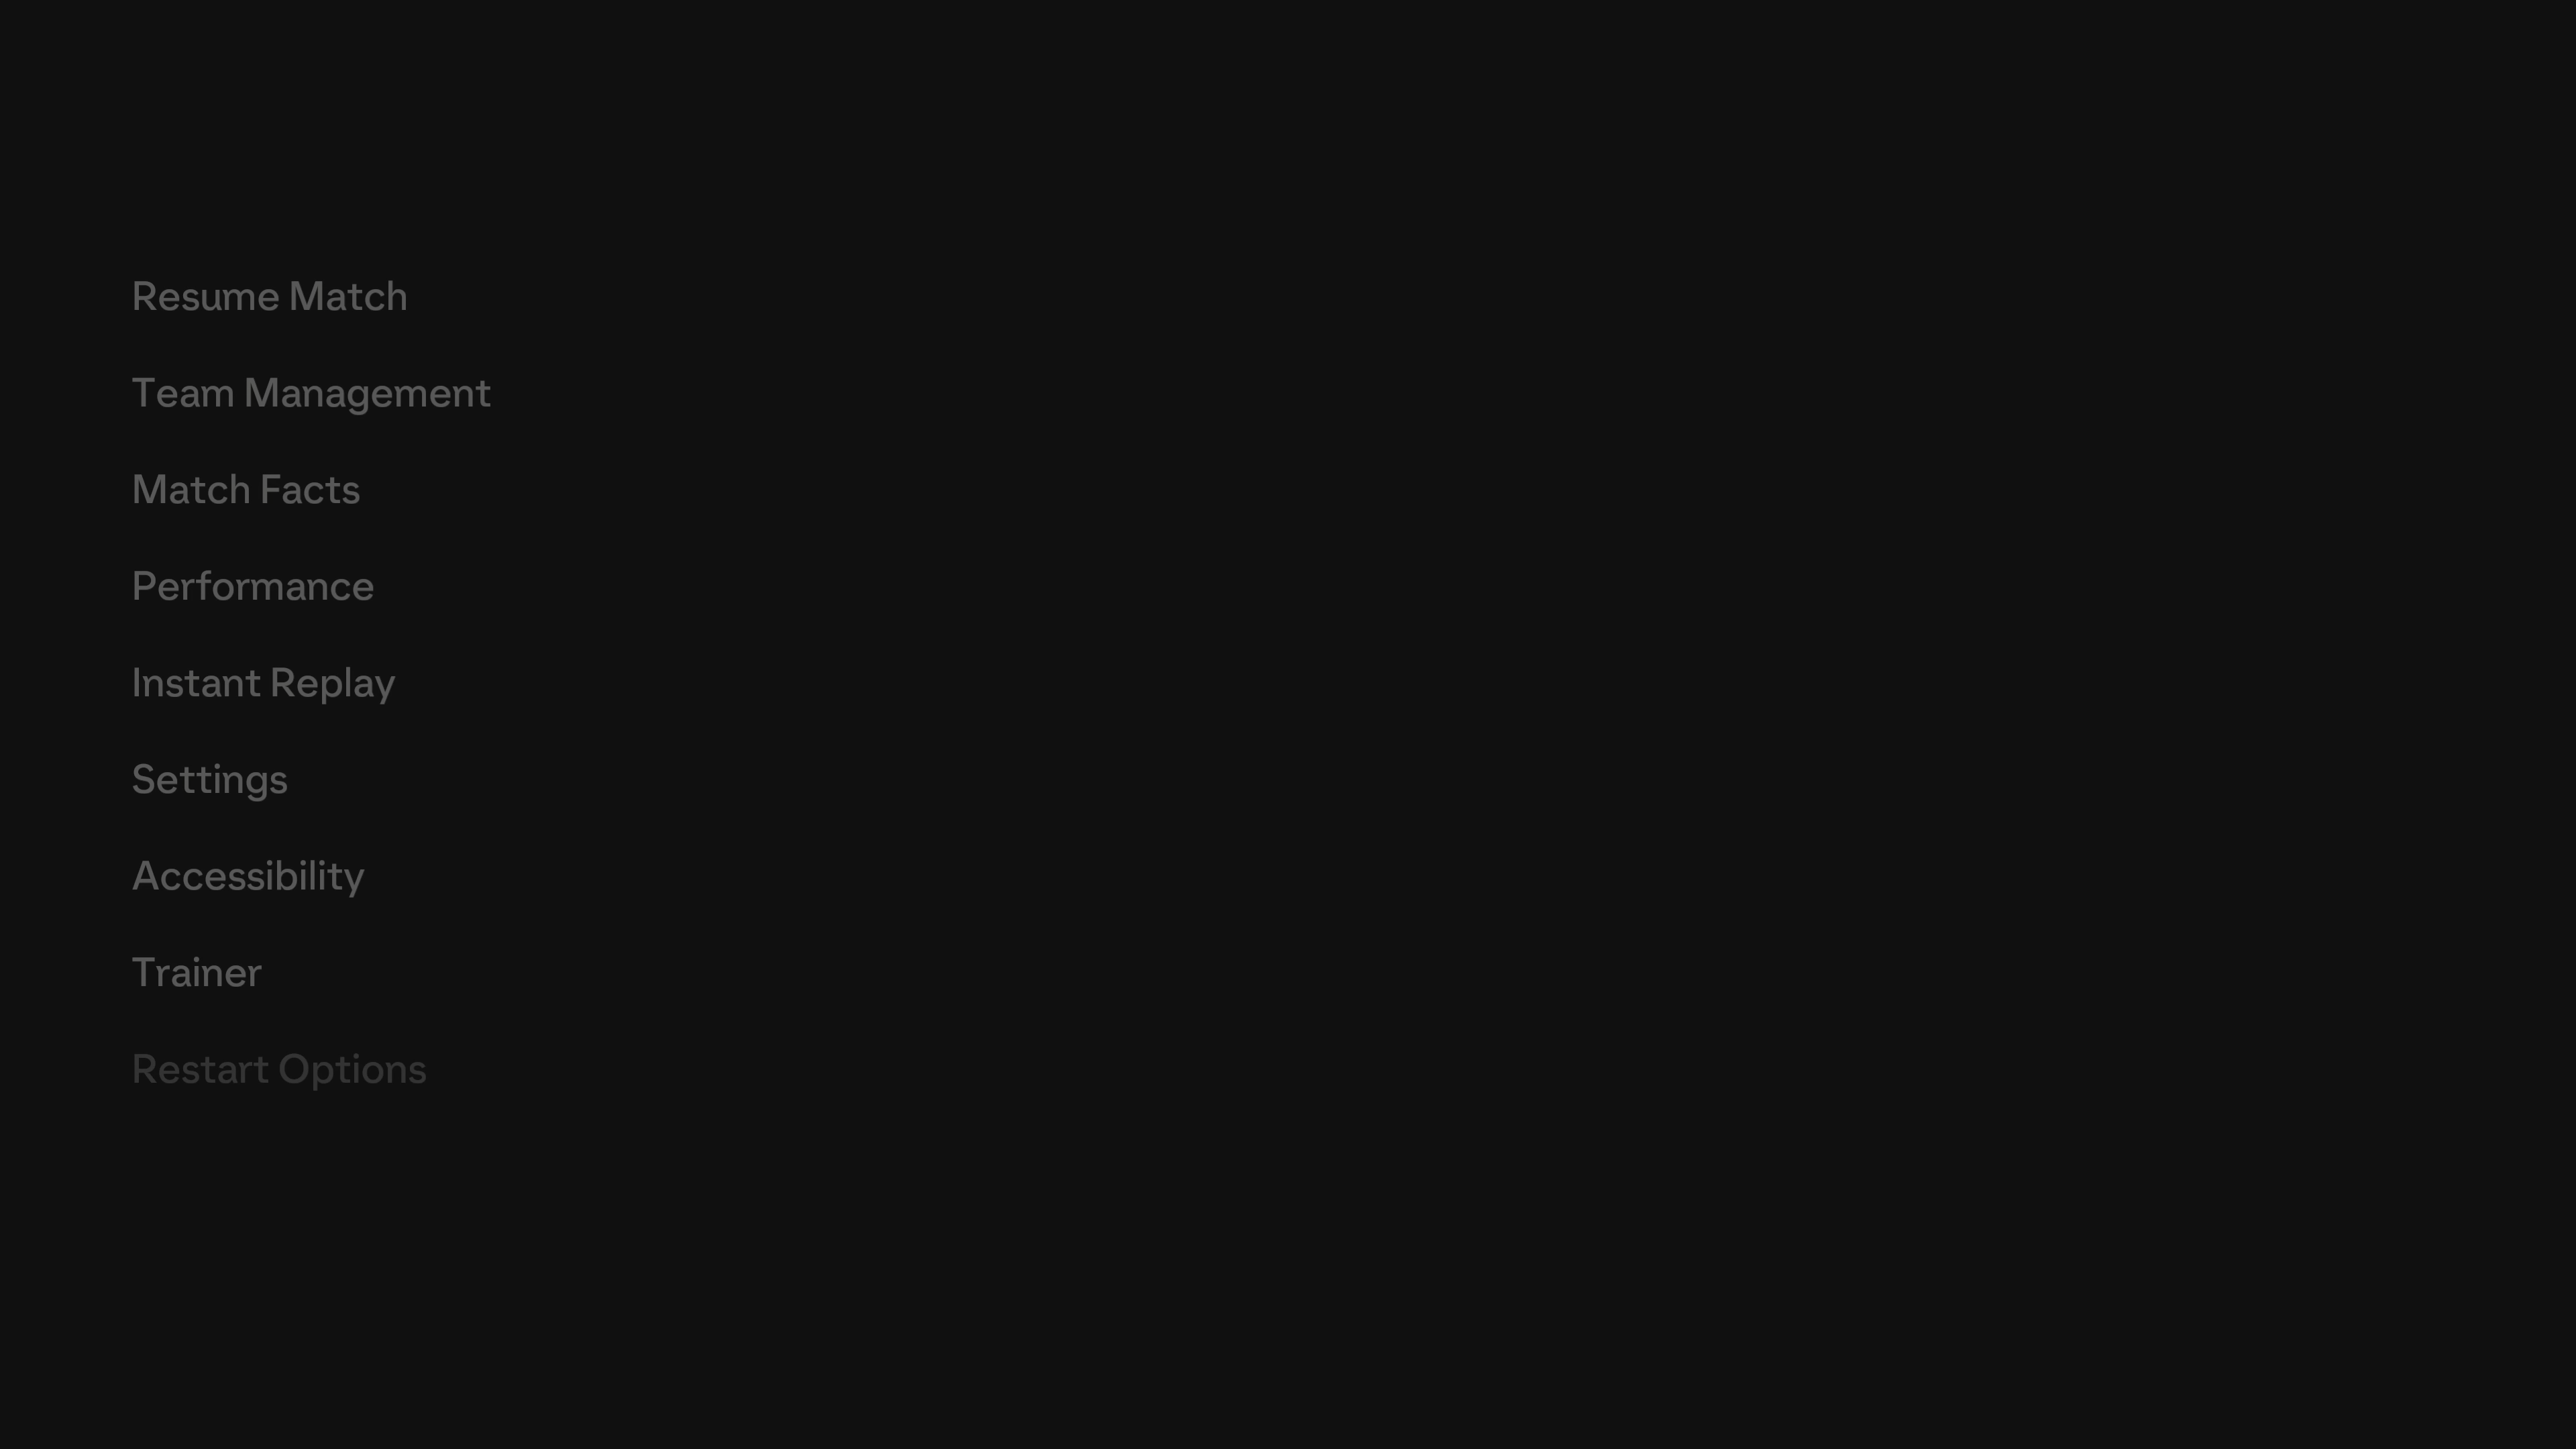 Resume Match
Team Management
Match Facts
Performance
Instant Replay
Settings
Accessibility
Trainer
Restart Options